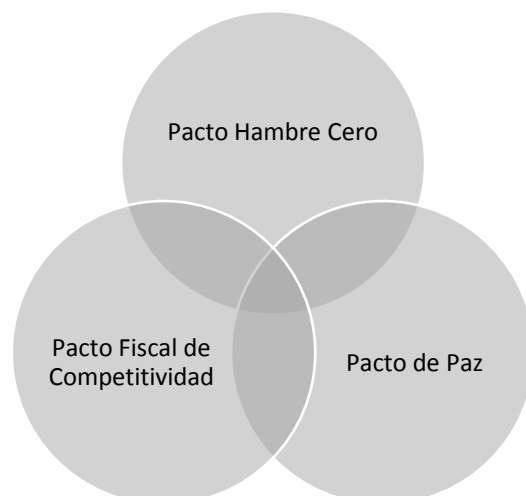 Pacto Hambre Cero
Pacto Fiscal de
Competitividad
Pacto de Paz